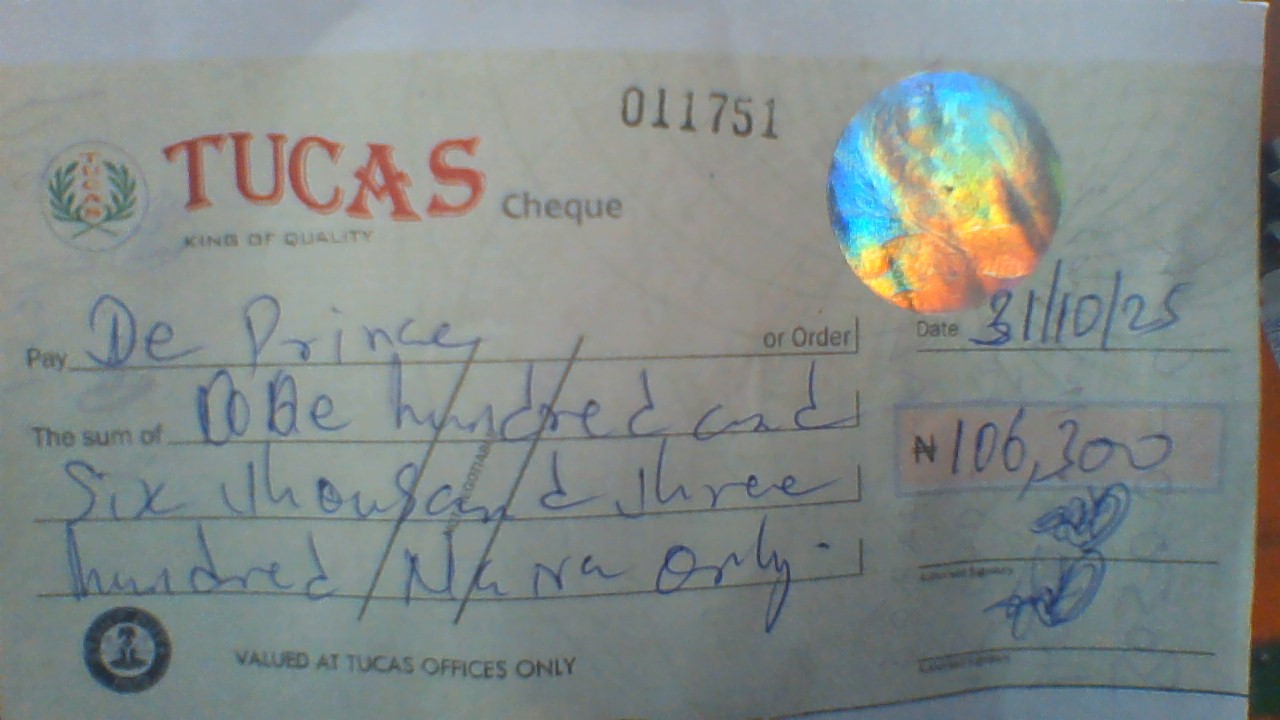 011751
TUCAS Cheque
KING OF QUALITY
Pay De Prince or Order
Date 31/10/25
The sum of One hundred and
₦106,300
Six thousand three
hundred Naira only.
VALUED AT TUCAS OFFICES ONLY